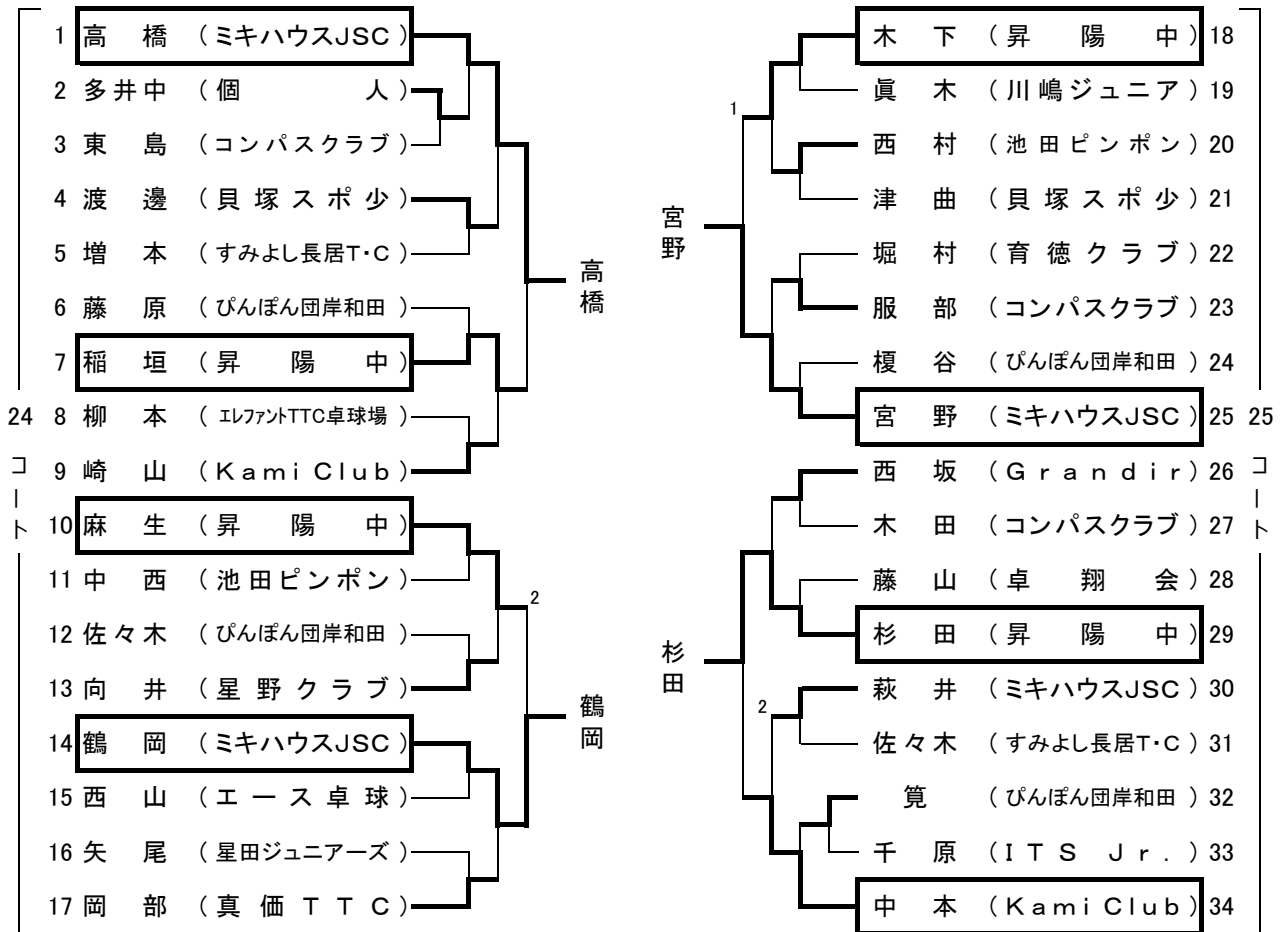 24
コート
1 高橋 (ミキハウスJSC)
2 多井中 (個人)
3 東島 (コンパスクラブ)
4 渡邊 (貝塚スポ少)
5 増本 (すみよし長居T・C)
6 藤原 (ぴんぽん団岸和田)
7 稲垣 (昇陽中)
8 柳本 (エレファントTTC卓球場)
9 崎山 (Kami Club)
10 麻生 (昇陽中)
11 中西 (池田ピンポン)
12 佐々木 (ぴんぽん団岸和田)
13 向井 (星野クラブ)
14 鶴岡 (ミキハウスJSC)
15 西山 (エース卓球)
16 矢尾 (星田ジュニアーズ)
17 岡部 (真価TTC)
2
高橋
鶴岡
宮野
杉田
1
2
木下 (昇陽中) 18
眞木 (川嶋ジュニア) 19
西村 (池田ピンポン) 20
津曲 (貝塚スポ少) 21
堀村 (育徳クラブ) 22
服部 (コンパスクラブ) 23
榎谷 (ぴんぽん団岸和田) 24
宮野 (ミキハウスJSC) 25
西坂 (Grandir) 26
木田 (コンパスクラブ) 27
藤山 (卓翔会) 28
杉田 (昇陽中) 29
萩井 (ミキハウスJSC) 30
佐々木 (すみよし長居T・C) 31
筧 (ぴんぽん団岸和田) 32
千原 (ITS Jr.) 33
中本 (Kami Club) 34
25
コート